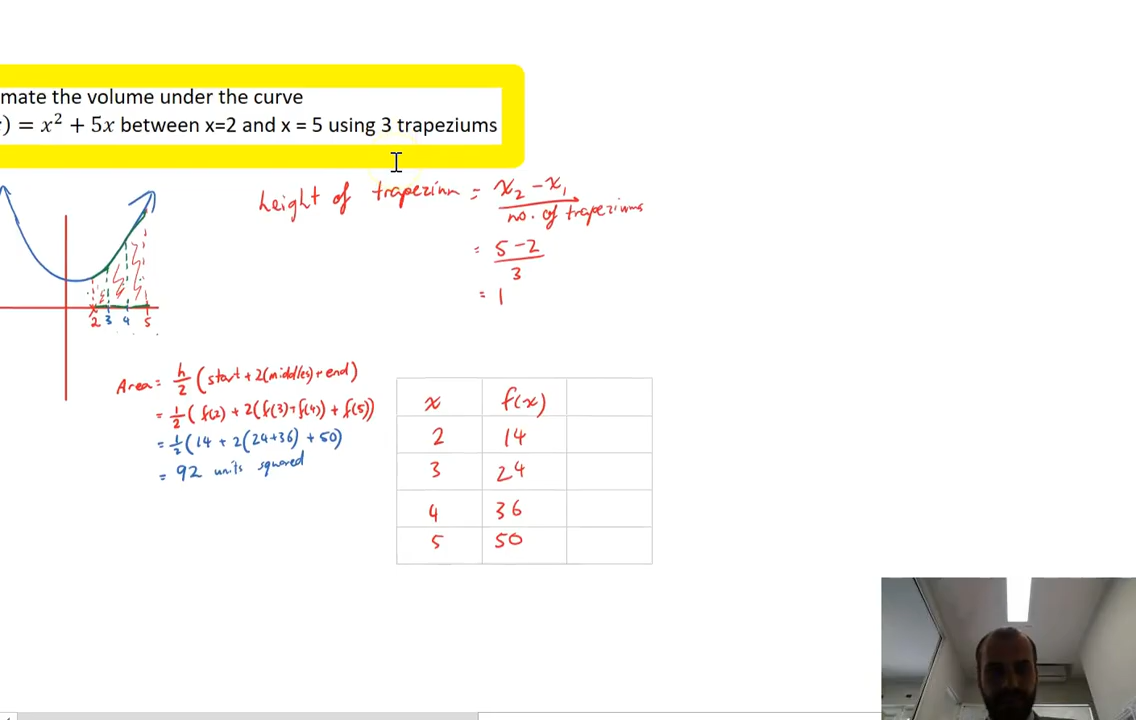 mate the volume under the curve
) = x² + 5x between x=2 and x = 5 using 3 trapeziums
height of trapezium = x₂ - x₁
no. of trapeziums
= 5 - 2
3
= 1
2 3 4 5
Area = h/2 (start + 2(middles) + end)
= 1/2 (f(2) + 2(f(3)+f(4)) + f(5))
= 1/2 (14 + 2(24+36) + 50)
= 92 units squared
x f(x)
2 14
3 24
4 36
5 50